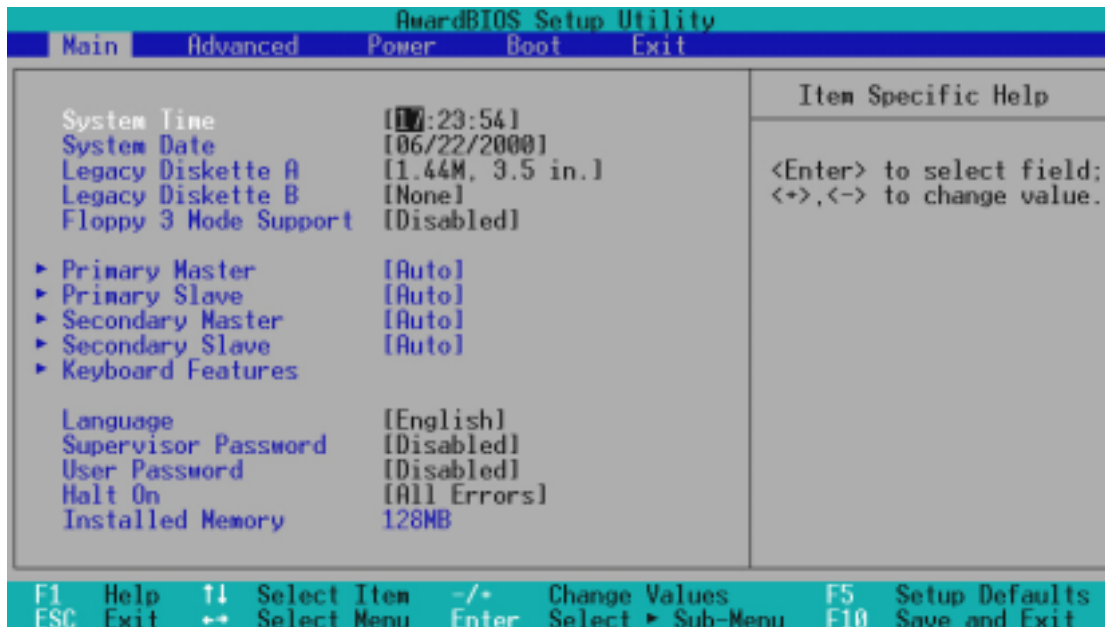 AwardBIOS Setup Utility
Main Advanced Power Boot Exit
System Time [17:23:54]
System Date [06/22/2000]
Legacy Diskette A [1.44M, 3.5 in.]
Legacy Diskette B [None]
Floppy 3 Mode Support [Disabled]
► Primary Master [Auto]
► Primary Slave [Auto]
► Secondary Master [Auto]
► Secondary Slave [Auto]
► Keyboard Features
Language [English]
Supervisor Password [Disabled]
User Password [Disabled]
Halt On [All Errors]
Installed Memory 128MB
Item Specific Help
<Enter> to select field;
<+>,<-> to change value.
F1 Help ↑↓ Select Item -/+ Change Values F5 Setup Defaults
ESC Exit ←→ Select Menu Enter Select ► Sub-Menu F10 Save and Exit